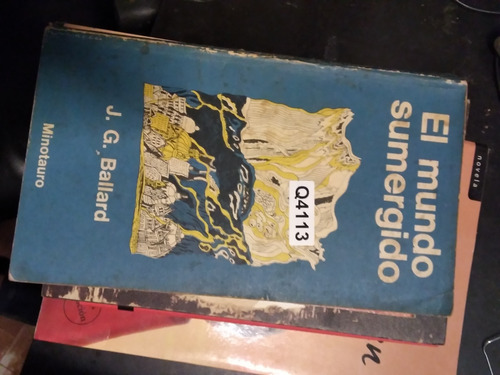 El mundo
sumergido
Q4113
J. G. Ballard
Minotauro
novela